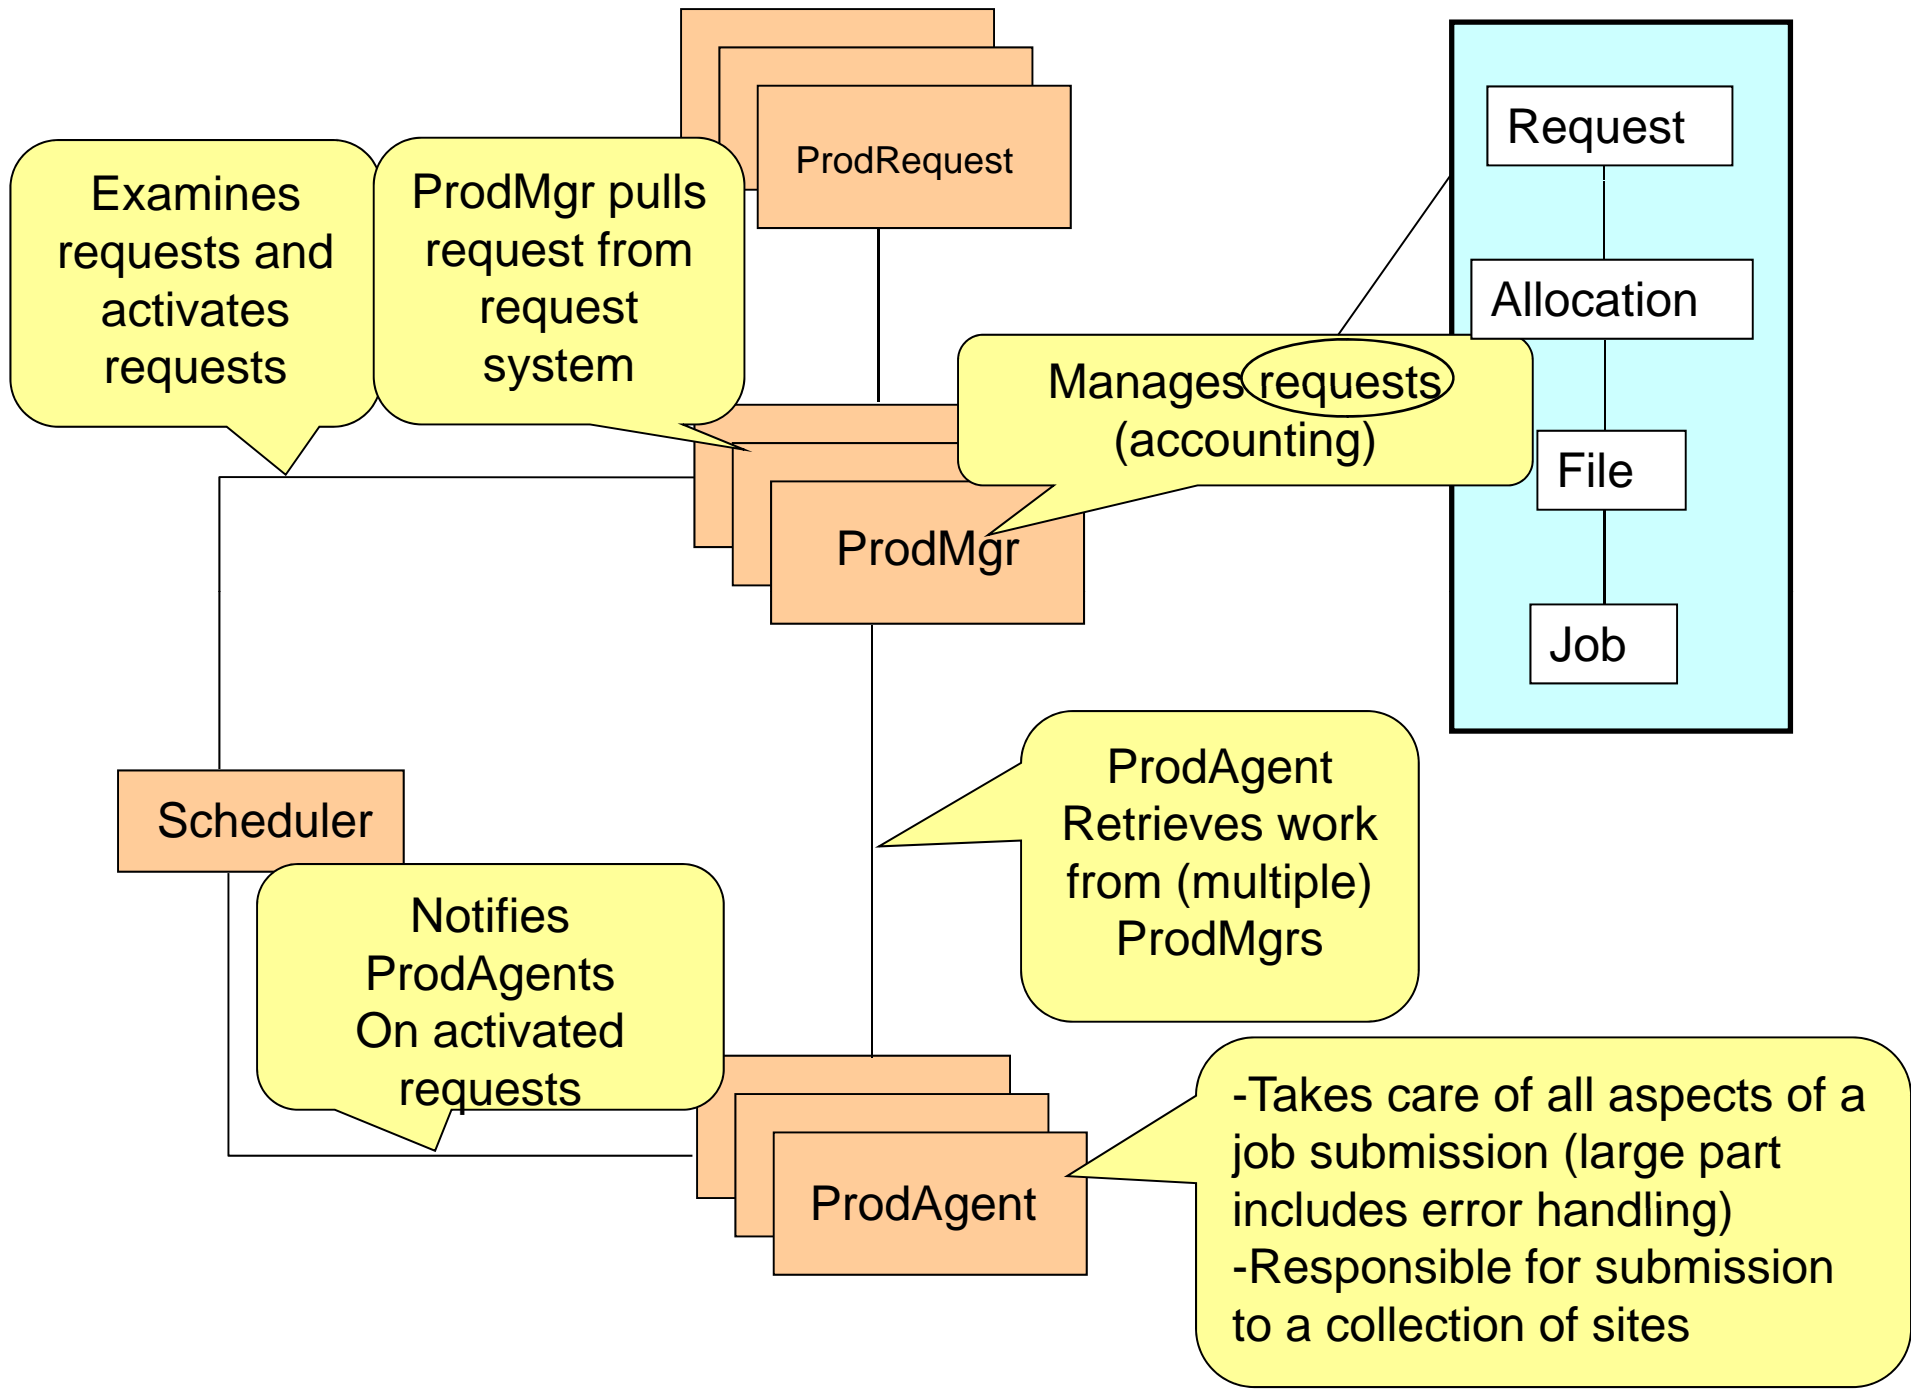 ProdRequest
Request
Examines
requests and
activates
requests
ProdMgr pulls
request from
request
system
Allocation
Manages requests
(accounting)
File
ProdMgr
Job
Scheduler
ProdAgent
Retrieves work
from (multiple)
ProdMgrs
Notifies
ProdAgents
On activated
requests
ProdAgent
-Takes care of all aspects of a
job submission (large part
includes error handling)
-Responsible for submission
to a collection of sites